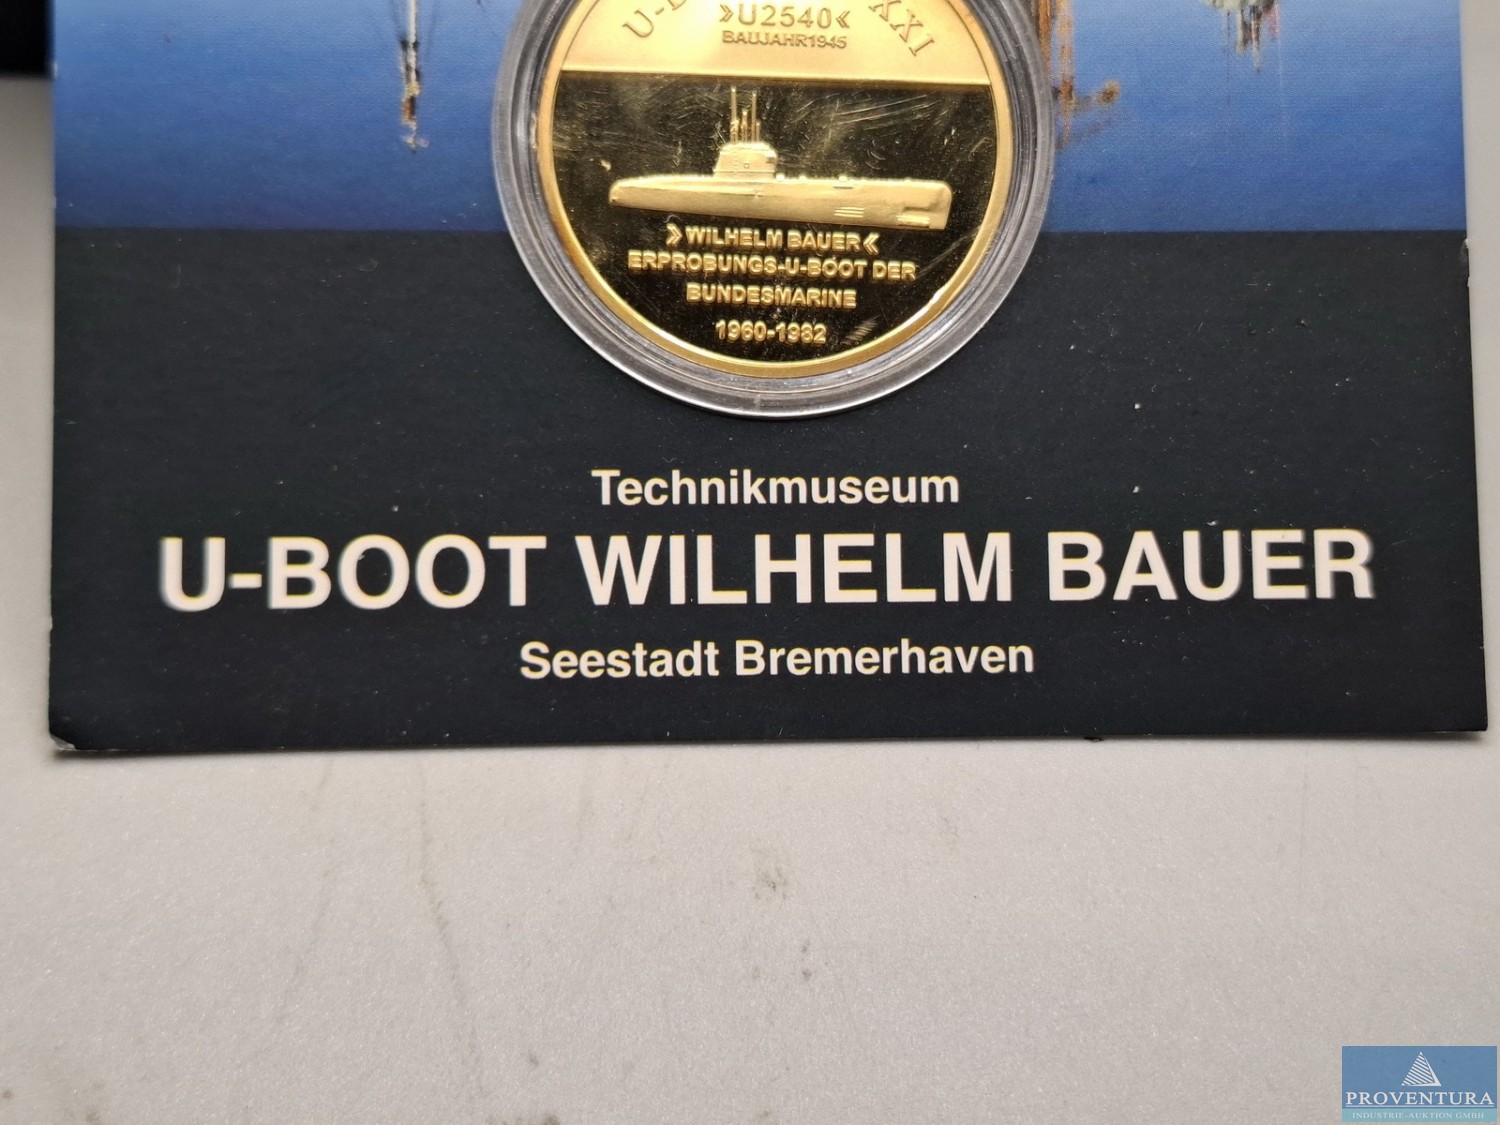 XXI
»U2540«
BAUJAHR1945
»WILHELM BAUER«
ERPROBUNGS-U-BOOT DER
BUNDESMARINE
1960-1982
Technikmuseum
U-BOOT WILHELM BAUER
Seestadt Bremerhaven
PROVENTURA
INDUSTRIE-AUKTION GMBH